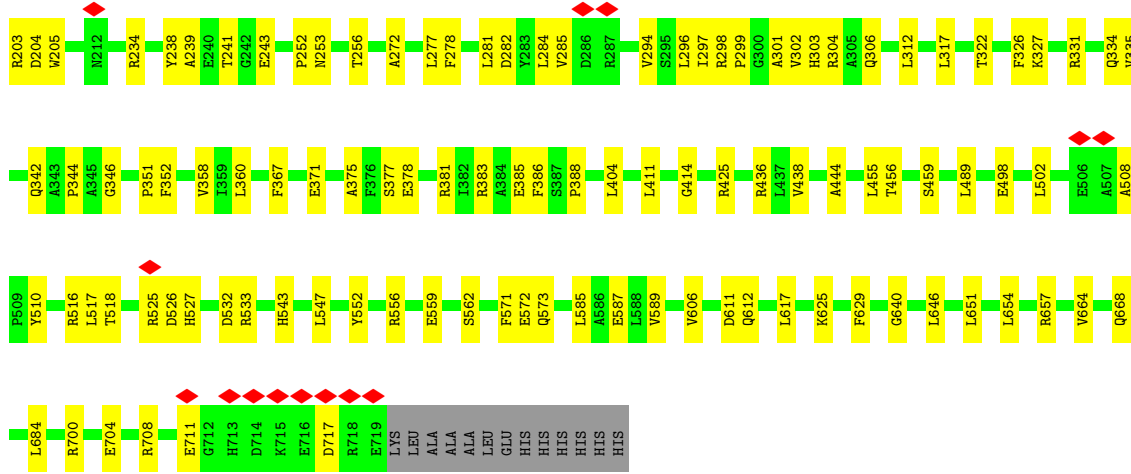 R203 D204 W205 N212 R234 Y238 A239 E240 T241 G242 E243 P252 N253 T256 A272 L277 F278 L281 D282 Y283 L284 V285 D286 R287 V294 S295 L296 I297 R298 P299 G300 A301 V302 H303 R304 A305 Q306 L312 L317 T322 F326 K327 R331 Q334 V335
Q342 A343 P344 A345 G346 P351 F352 V358 I359 L360 F367 E371 A375 F376 S377 E378 R381 I382 R383 A384 E385 F386 S387 P388 L404 L411 G414 R425 R436 L437 V438 A444 L455 T456 S459 L489 E498 L502 E506 A507 A508
P509 Y510 R516 L517 T518 R525 D526 H527 D532 R533 H543 L547 Y552 R556 E559 S562 F571 E572 Q573 L585 A586 E587 L588 V589 V606 D611 Q612 L617 K625 F629 G640 L646 L651 L654 R657 V664 Q668
L684 R700 E704 R708 E711 G712 H713 D714 K715 E716 D717 R718 E719 LYS LEU ALA ALA ALA LEU GLU HIS HIS HIS HIS HIS HIS